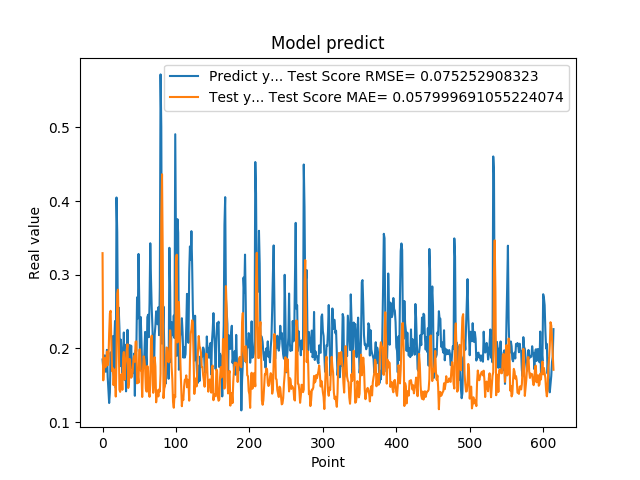 Model predict
Predict y... Test Score RMSE= 0.075252908323
Test y... Test Score MAE= 0.057999691055224074
0.5
0.4
0.3
0.2
0.1
Real value
0 100 200 300 400 500 600
Point